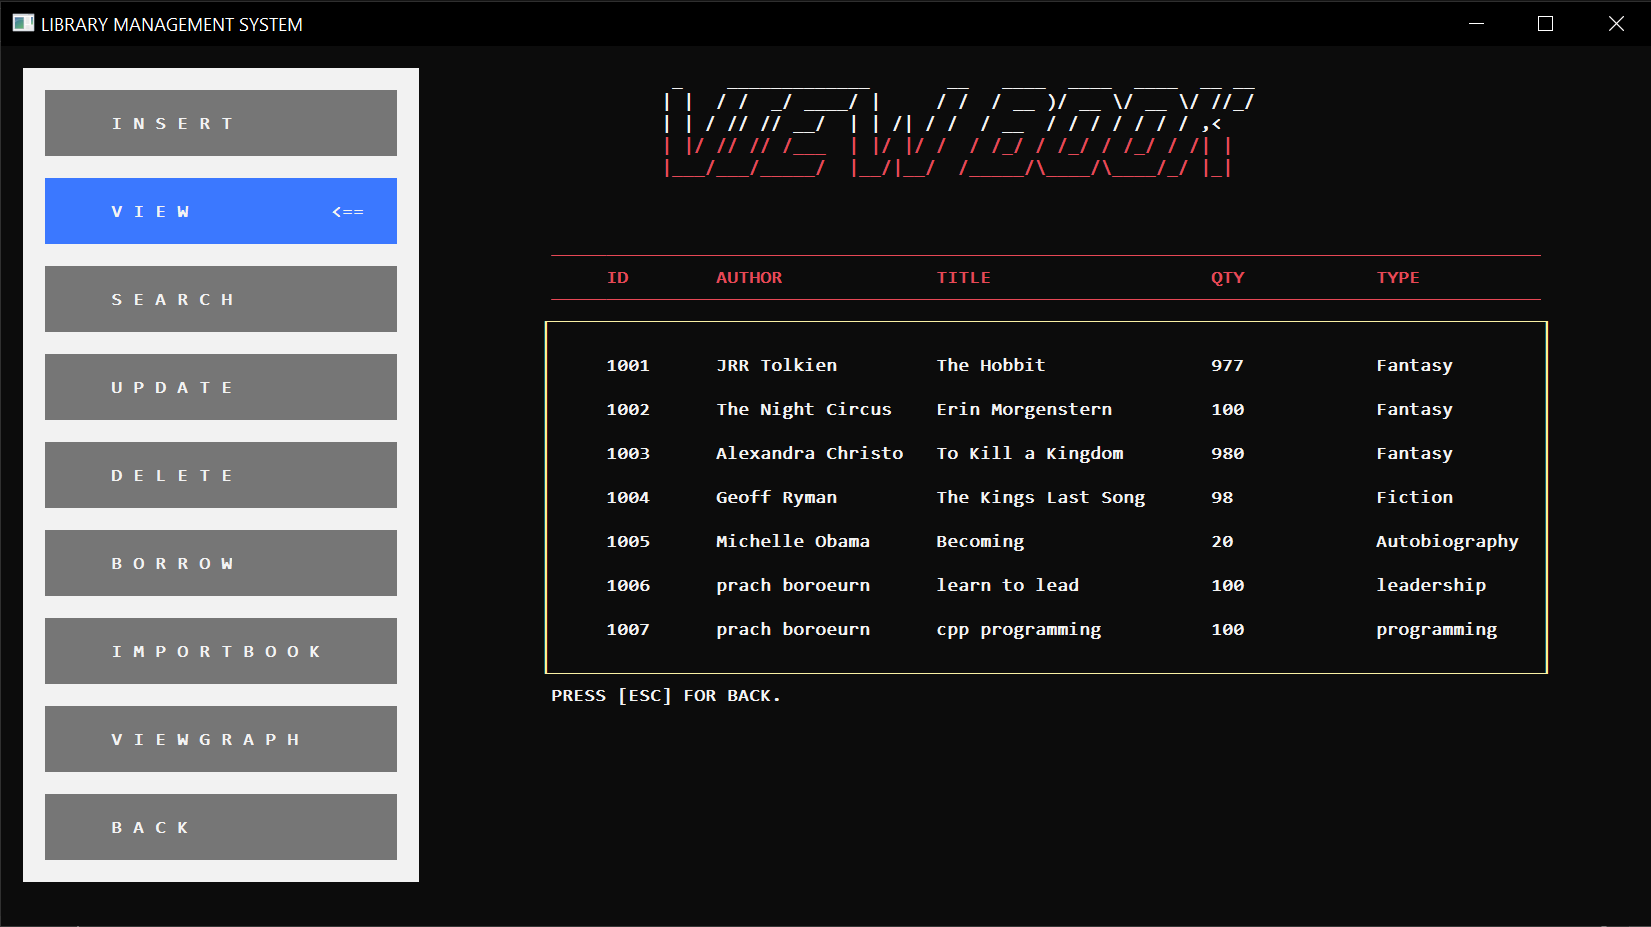 LIBRARY MANAGEMENT SYSTEM
I N S E R T
V I E W <==
S E A R C H
U P D A T E
D E L E T E
B O R R O W
I M P O R T B O O K
V I E W G R A P H
B A C K
VIEW BOOK
ID AUTHOR TITLE QTY TYPE
1001 JRR Tolkien The Hobbit 977 Fantasy
1002 The Night Circus Erin Morgenstern 100 Fantasy
1003 Alexandra Christo To Kill a Kingdom 980 Fantasy
1004 Geoff Ryman The Kings Last Song 98 Fiction
1005 Michelle Obama Becoming 20 Autobiography
1006 prach boroeurn learn to lead 100 leadership
1007 prach boroeurn cpp programming 100 programming
PRESS [ESC] FOR BACK.